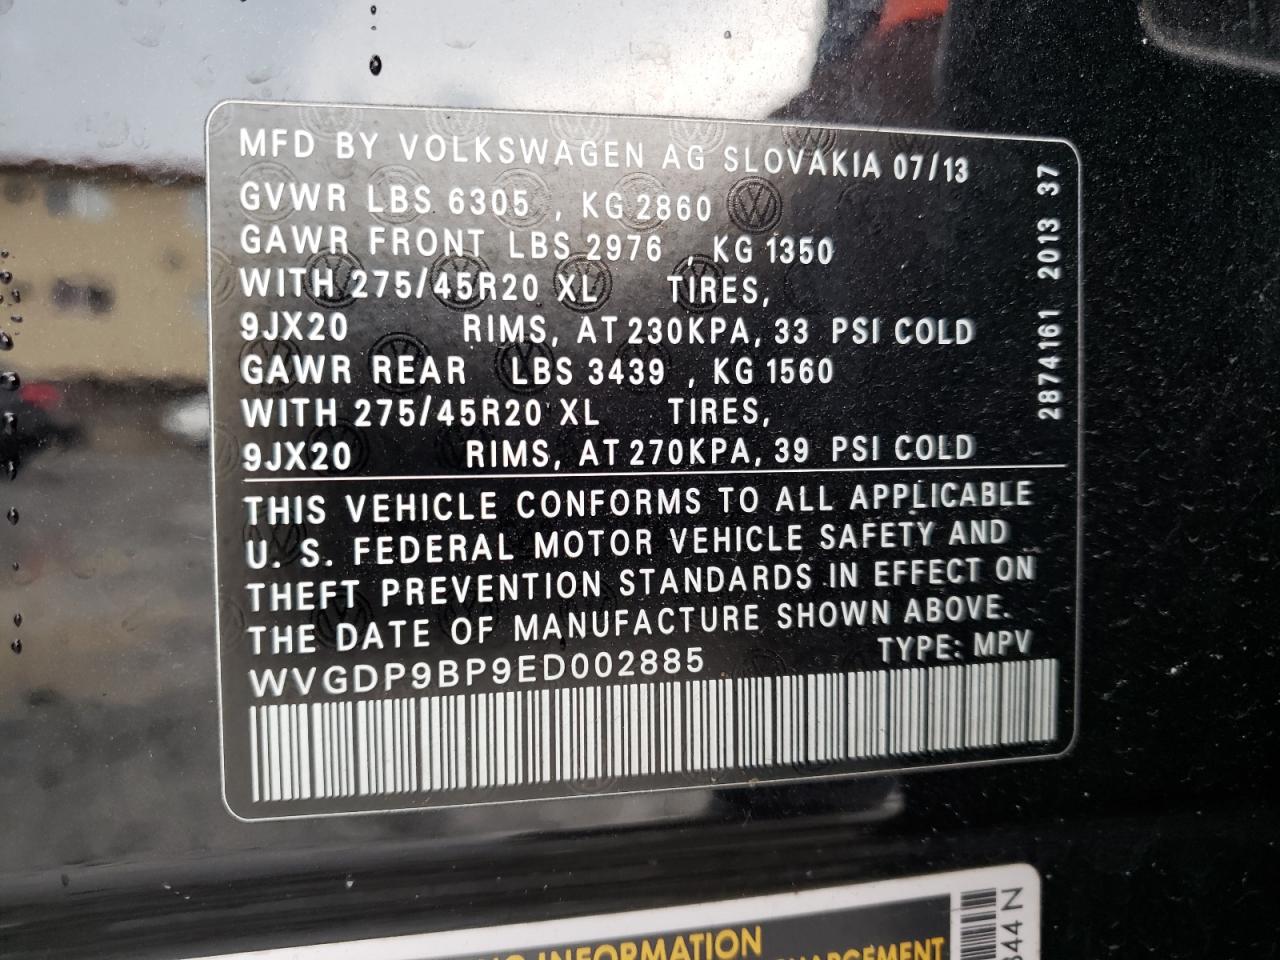 MFD BY VOLKSWAGEN AG SLOVAKIA 07/13
GVWR LBS 6305 , KG 2860
GAWR FRONT LBS 2976 , KG 1350
WITH 275/45R20 XL TIRES,
9JX20 RIMS, AT 230KPA, 33 PSI COLD
GAWR REAR LBS 3439 , KG 1560
WITH 275/45R20 XL TIRES,
9JX20 RIMS, AT 270KPA, 39 PSI COLD
2874161 2013 37
THIS VEHICLE CONFORMS TO ALL APPLICABLE
U. S. FEDERAL MOTOR VEHICLE SAFETY AND
THEFT PREVENTION STANDARDS IN EFFECT ON
THE DATE OF MANUFACTURE SHOWN ABOVE.
WVGDP9BP9ED002885 TYPE: MPV
INFORMATION